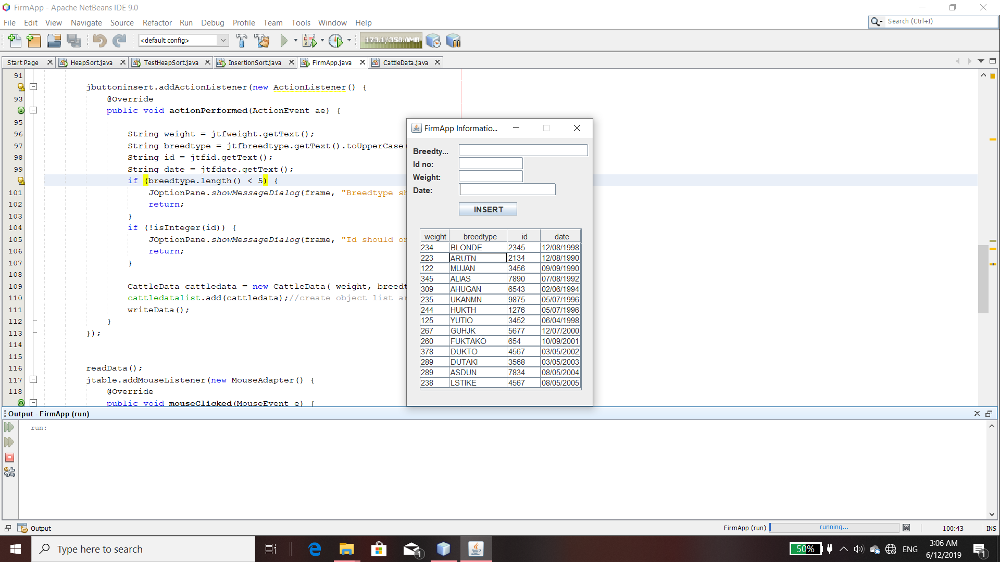 FirmApp - Apache NetBeans IDE 9.0
File Edit View Navigate Source Refactor Run Debug Profile Team Tools Window Help
Search (Ctrl+I)
<default config>
173.1/358.0MB
Start Page HeapSort.java TestHeapSort.java InsertionSort.java FirmApp.java CattleData.java
91
jbuttoninsert.addActionListener(new ActionListener() {
93 @Override
public void actionPerformed(ActionEvent ae) {
95
96 String weight = jtfweight.getText();
97 String breedtype = jtfbreedtype.getText().toUpperCase(
98 String id = jtfid.getText();
99 String date = jtfdate.getText();
if (breedtype.length() < 5) {
101 JOptionPane.showMessageDialog(frame, "Breedtype sh
102 return;
103 }
104 if (!isInteger(id)) {
105 JOptionPane.showMessageDialog(frame, "Id should on
106 return;
107 }
108
109 CattleData cattledata = new CattleData( weight, breedt
110 cattledatalist.add(cattledata);//create object list ar
111 writeData();
112 }
113 });
114
115
116 readData();
117 jtable.addMouseListener(new MouseAdapter() {
118 @Override
public void mouseClicked(MouseEvent e) {
FirmApp Informatio...
Breedty...
Id no:
Weight:
Date:
INSERT
weight breedtype id date
234 BLONDE 2345 12/08/1998
223 ARUTN 2134 12/08/1990
122 MUJAN 3456 09/09/1990
345 ALIAS 7890 07/08/1992
309 AHUGAN 6543 02/06/1994
235 UKANMN 9875 05/07/1996
244 HUKTH 1276 05/07/1996
125 YUTIO 3452 06/04/1998
267 GUHJK 5677 12/07/2000
260 FUKTAKO 654 10/09/2001
378 DUKTO 4567 03/05/2002
289 DUTAKI 3568 03/05/2003
289 ASDUN 7834 08/05/2004
238 LSTIKE 4567 08/05/2005
Output - FirmApp (run)
run:
Output
FirmApp (run) running... 100:43 INS
Type here to search
1
50%
ENG
3:06 AM
6/12/2019
1